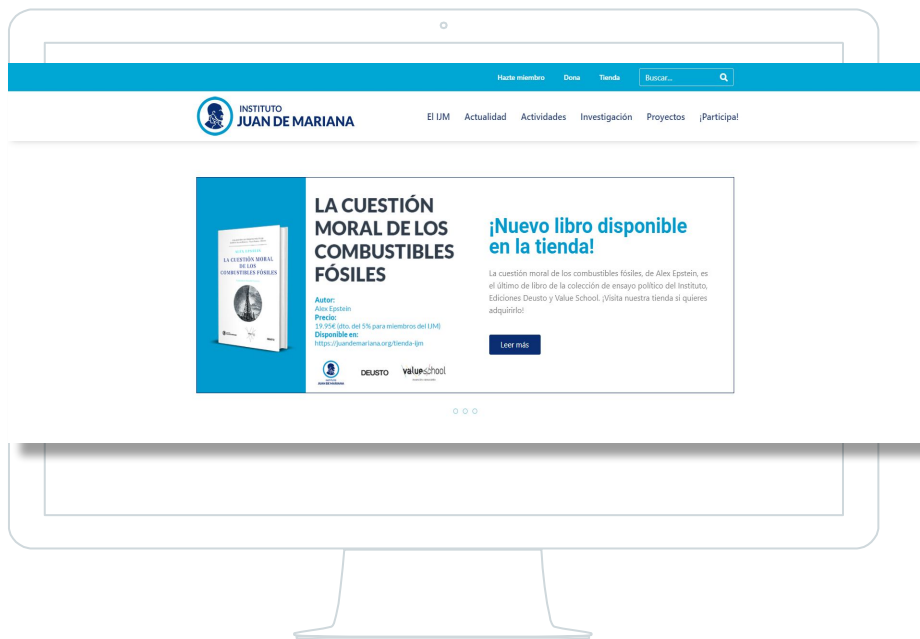 Hazte miembro Dona Tienda Buscar...
INSTITUTO
JUAN DE MARIANA
El IJM Actualidad Actividades Investigación Proyectos ¡Participa!
LA CUESTIÓN
MORAL DE LOS
COMBUSTIBLES
FÓSILES
Autor:
Alex Epstein
Precio:
19.95€ (dto. del 5% para miembros del IJM)
Disponible en:
https://juandemariana.org/tienda-ijm
LA CUESTIÓN MORAL
DE LOS
COMBUSTIBLES FÓSILES
INSTITUTO
JUAN DE MARIANA
DEUSTO
valueschool
¡Nuevo libro disponible
en la tienda!
La cuestión moral de los combustibles fósiles, de Alex Epstein, es
el último de libro de la colección de ensayo político del Instituto,
Ediciones Deusto y Value School. ¡Visita nuestra tienda si quieres
adquirirlo!
Leer más